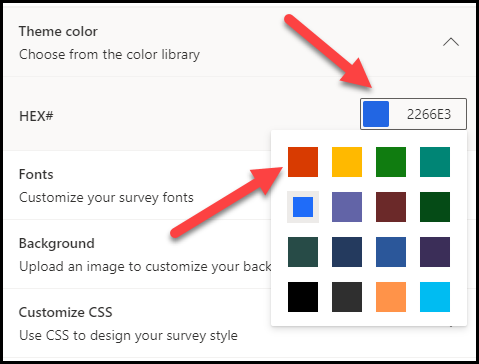 Theme color
Choose from the color library
HEX#
2266E3
Fonts
Customize your survey fonts
Background
Upload an image to customize your back
Customize CSS
Use CSS to design your survey style